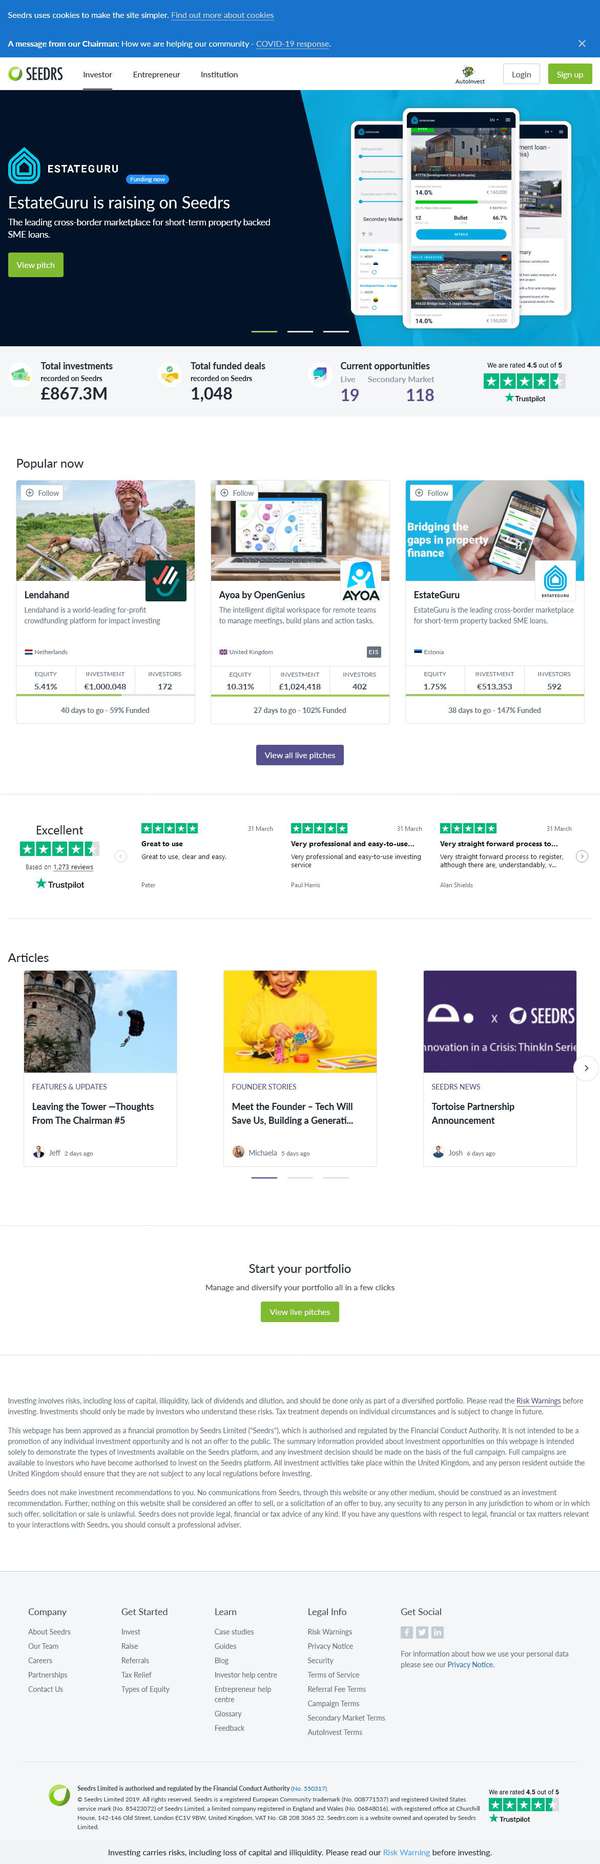 Seedrs uses cookies to make the site simpler. Find out more about cookies
A message from our Chairman: How we are helping our community - COVID-19 response.
SEEDRS
Investor
Entrepreneur
Institution
AutoInvest
Login
Sign up
ESTATEGURU
Funding now
EstateGuru is raising on Seedrs
The leading cross-border marketplace for short-term property backed
SME loans.
View pitch
Secondary Market
14.0%
12
Bullet
66.7%
14.0%
Total investments
recorded on Seedrs
£867.3M
Total funded deals
recorded on Seedrs
1,048
Current opportunities
Live
Secondary Market
19
118
We are rated 4.5 out of 5
Trustpilot
Popular now
Follow
Lendahand
Lendahand is a world-leading for-profit
crowdfunding platform for impact investing
Netherlands
EQUITY
INVESTMENT
INVESTORS
5.41%
€1,000,048
172
40 days to go - 59% Funded
Follow
AYOA
Ayoa by OpenGenius
The intelligent digital workspace for remote teams
to manage meetings, build plans and action tasks.
United Kingdom
EIS
EQUITY
INVESTMENT
INVESTORS
10.31%
£1,024,418
402
27 days to go - 102% Funded
Follow
Bridging the
gaps in property
finance
ESTATEGURU
EstateGuru
EstateGuru is the leading cross-border marketplace
for short-term property backed SME loans.
Estonia
EQUITY
INVESTMENT
INVESTORS
1.75%
€513,353
592
38 days to go - 147% Funded
View all live pitches
Excellent
Based on 1,273 reviews
Trustpilot
31 March
Great to use
Great to use, clear and easy.
Peter
31 March
Very professional and easy-to-use...
Very professional and easy-to-use investing
service
Paul Harris
31 March
Very straight forward process to...
Very straight forward process to register,
although there are, understandably, v...
Alan Shields
Articles
FEATURES & UPDATES
Leaving the Tower —Thoughts
From The Chairman #5
Jeff 2 days ago
FOUNDER STORIES
Meet the Founder – Tech Will
Save Us, Building a Generati...
Michaela 5 days ago
x SEEDRS
nnovation in a Crisis: ThinkIn Serie
SEEDRS NEWS
Tortoise Partnership
Announcement
Josh 6 days ago
Start your portfolio
Manage and diversify your portfolio all in a few clicks
View live pitches
Investing involves risks, including loss of capital, illiquidity, lack of dividends and dilution, and should be done only as part of a diversified portfolio. Please read the Risk Warnings before
investing. Investments should only be made by investors who understand these risks. Tax treatment depends on individual circumstances and is subject to change in future.
This webpage has been approved as a financial promotion by Seedrs Limited ("Seedrs"), which is authorised and regulated by the Financial Conduct Authority. It is not intended to be a
promotion of any individual investment opportunity and is not an offer to the public. The summary information provided about investment opportunities on this webpage is intended
solely to demonstrate the types of investments available on the Seedrs platform, and any investment decision should be made on the basis of the full campaign. Full campaigns are
available to investors who have become authorised to invest on the Seedrs platform. All investment activities take place within the United Kingdom, and any person resident outside the
United Kingdom should ensure that they are not subject to any local regulations before investing.
Seedrs does not make investment recommendations to you. No communications from Seedrs, through this website or any other medium, should be construed as an investment
recommendation. Further, nothing on this website shall be considered an offer to sell, or a solicitation of an offer to buy, any security to any person in any jurisdiction to whom or in which
such offer, solicitation or sale is unlawful. Seedrs does not provide legal, financial or tax advice of any kind. If you have any questions with respect to legal, financial or tax matters relevant
to your interactions with Seedrs, you should consult a professional adviser.
Company
About Seedrs
Our Team
Careers
Partnerships
Contact Us
Get Started
Invest
Raise
Referrals
Tax Relief
Types of Equity
Learn
Case studies
Guides
Blog
Investor help centre
Entrepreneur help
centre
Glossary
Feedback
Legal Info
Risk Warnings
Privacy Notice
Security
Terms of Service
Referral Fee Terms
Campaign Terms
Secondary Market Terms
AutoInvest Terms
Get Social
For information about how we use your personal data
please see our Privacy Notice.
Seedrs Limited is authorised and regulated by the Financial Conduct Authority (No. 550317).
© Seedrs Limited 2019. All rights reserved. Seedrs is a registered European Community trademark (No. 008771537) and registered United States
service mark (No. 85423072) of Seedrs Limited, a limited company registered in England and Wales (No. 06848016), with registered office at Churchill
House, 142-146 Old Street, London EC1V 9BW, United Kingdom, VAT No. GB 208 3065 32. Seedrs.com is a website owned and operated by Seedrs
Limited.
We are rated 4.5 out of 5
Trustpilot
Investing carries risks, including loss of capital and illiquidity. Please read our Risk Warning before investing.